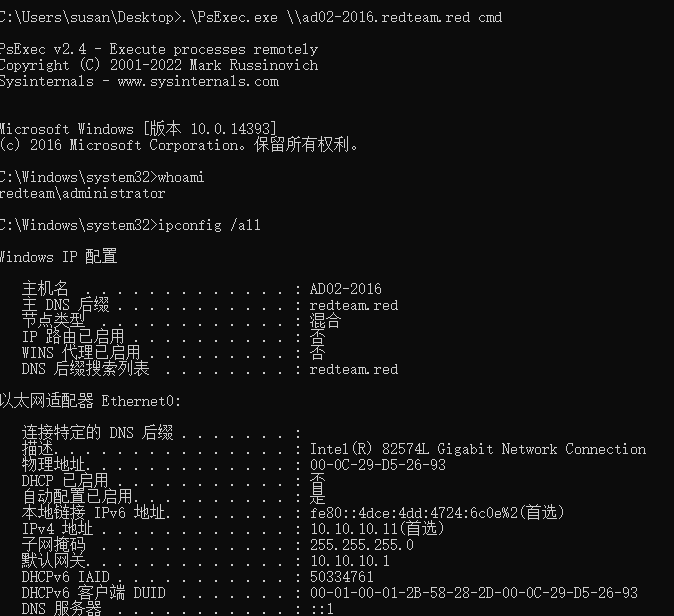 C:\Users\susan\Desktop>.\PsExec.exe \\ad02-2016.redteam.red cmd
PsExec v2.4 - Execute processes remotely
Copyright (C) 2001-2022 Mark Russinovich
Sysinternals - www.sysinternals.com
Microsoft Windows [版本 10.0.14393]
(c) 2016 Microsoft Corporation。保留所有权利。
C:\Windows\system32>whoami
redteam\administrator
C:\Windows\system32>ipconfig /all
Windows IP 配置
主机名 . . . . . . . . . . . . . : AD02-2016
主 DNS 后缀 . . . . . . . . . . . : redteam.red
节点类型 . . . . . . . . . . . . : 混合
IP 路由已启用 . . . . . . . . . . : 否
WINS 代理已启用 . . . . . . . . . : 否
DNS 后缀搜索列表 . . . . . . . . : redteam.red
以太网适配器 Ethernet0:
连接特定的 DNS 后缀 . . . . . . . :
描述. . . . . . . . . . . . . . . : Intel(R) 82574L Gigabit Network Connection
物理地址. . . . . . . . . . . . . : 00-0C-29-D5-26-93
DHCP 已启用 . . . . . . . . . . . : 否
自动配置已启用. . . . . . . . . . : 是
本地链接 IPv6 地址. . . . . . . . : fe80::4dce:4dd:4724:6c0e%2(首选)
IPv4 地址 . . . . . . . . . . . . : 10.10.10.11(首选)
子网掩码 . . . . . . . . . . . . : 255.255.255.0
默认网关. . . . . . . . . . . . . : 10.10.10.1
DHCPv6 IAID . . . . . . . . . . . : 50334761
DHCPv6 客户端 DUID . . . . . . . : 00-01-00-01-2B-58-28-2D-00-0C-29-D5-26-93
DNS 服务器 . . . . . . . . . . . : ::1